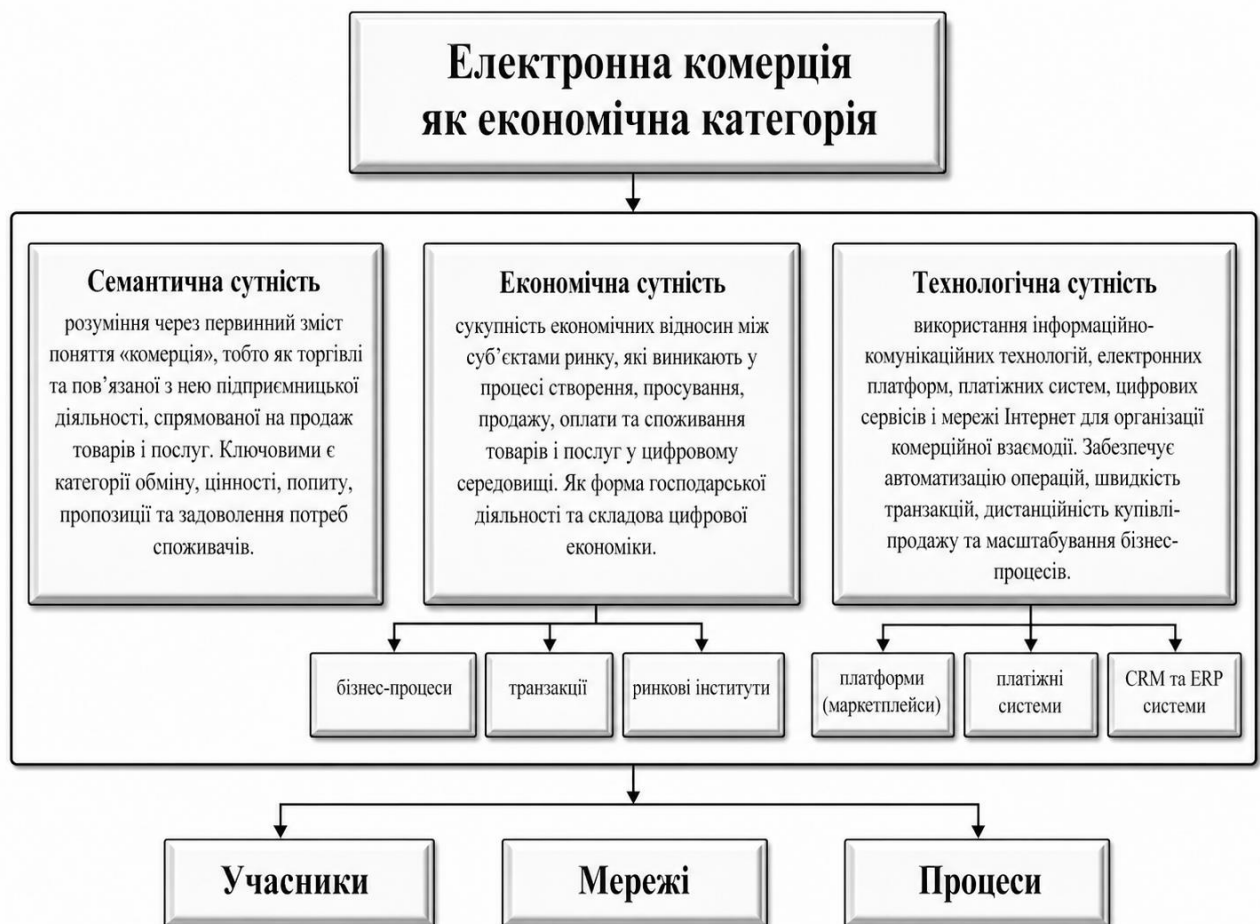 Електронна комерція
як економічна категорія
Семантична сутність
розуміння через первинний зміст
поняття «комерція», тобто як торгівлі
та пов’язаної з нею підприємницької
діяльності, спрямованої на продаж
товарів і послуг. Ключовими є
категорії обміну, цінності, попиту,
пропозиції та задоволення потреб
споживачів.
Економічна сутність
сукупність економічних відносин між
суб’єктами ринку, які виникають у
процесі створення, просування,
продажу, оплати та споживання
товарів і послуг у цифровому
середовищі. Як форма господарської
діяльності та складова цифрової
економіки.
Технологічна сутність
використання інформаційно-
комунікаційних технологій, електронних
платформ, платіжних систем, цифрових
сервісів і мережі Інтернет для організації
комерційної взаємодії. Забезпечує
автоматизацію операцій, швидкість
транзакцій, дистанційність купівлі-
продажу та масштабування бізнес-
процесів.
бізнес-процеси
транзакції
ринкові інститути
платформи
(маркетплейси)
платіжні
системи
CRM та ERP
системи
Учасники
Мережі
Процеси